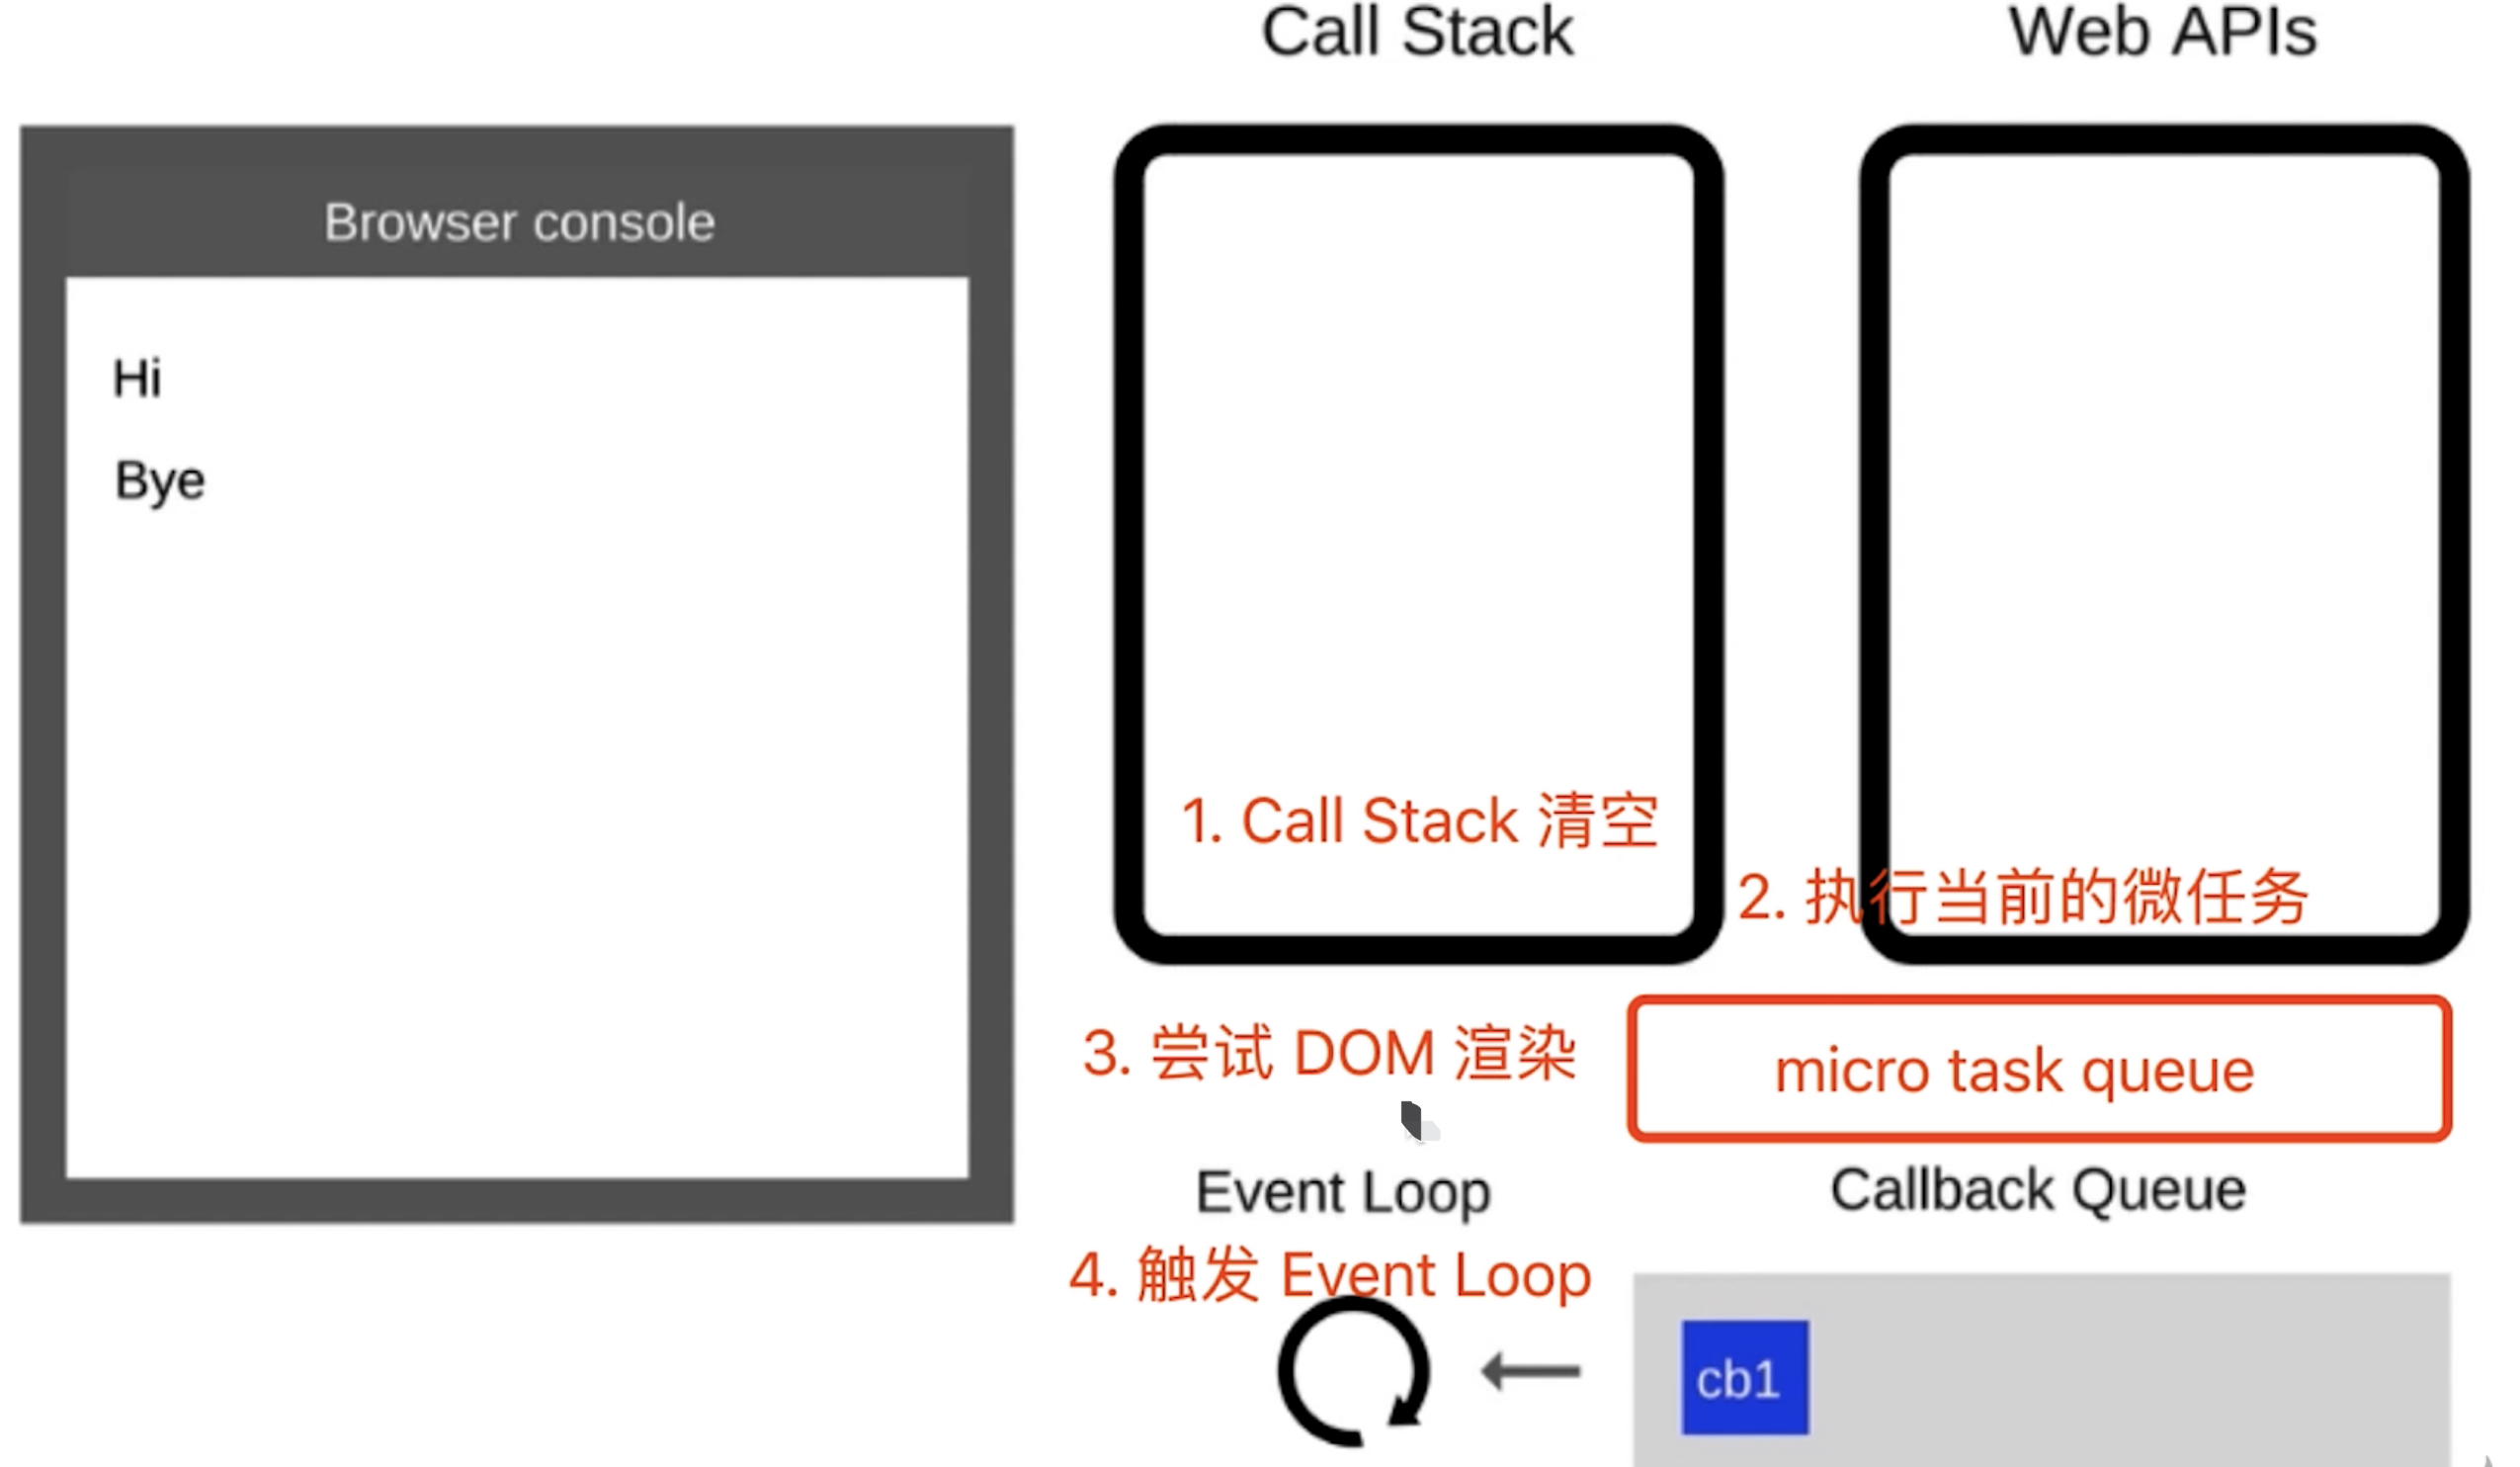 Call Stack
Web APIs
Browser console
Hi
Bye
1. Call Stack 清空
2. 执行当前的微任务
3. 尝试 DOM 渲染
micro task queue
Event Loop
Callback Queue
4. 触发 Event Loop
cb1